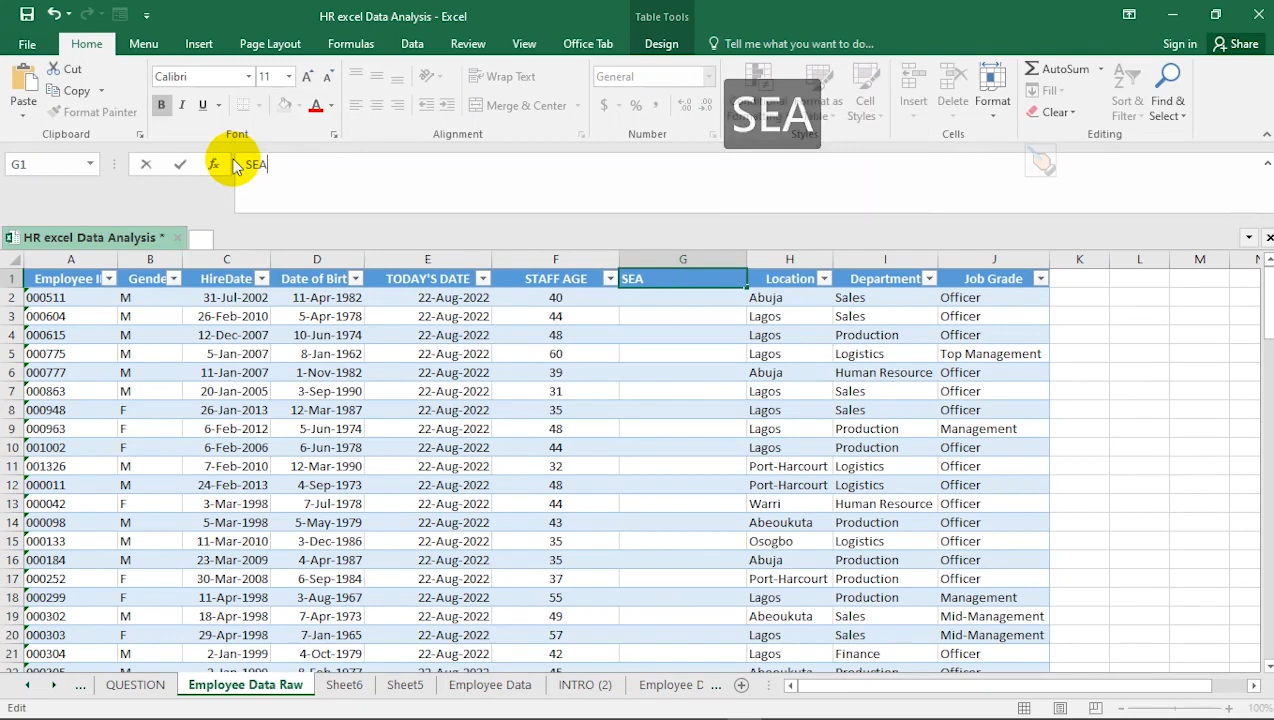 HR excel Data Analysis - Excel
Table Tools
File Home Menu Insert Page Layout Formulas Data Review View Office Tab Design Tell me what you want to do... Sign in Share
Paste
Cut
Copy
Format Painter
Clipboard
Calibri 11
B I U
Font
Wrap Text
Merge & Center
Alignment
General
$ %
Number
Cell Styles
Insert Delete Format
Cells
AutoSum
Fill
Clear
Sort & Filter
Find & Select
Editing
SEA
G1 fx SEA
HR excel Data Analysis *
A B C D E F G H I J K L M N
1 Employee I Gende HireDate Date of Birt TODAY'S DATE STAFF AGE SEA Location Department Job Grade
2 000511 M 31-Jul-2002 11-Apr-1982 22-Aug-2022 40 Abuja Sales Officer
3 000604 M 26-Feb-2010 5-Apr-1978 22-Aug-2022 44 Lagos Sales Officer
4 000615 M 12-Dec-2007 10-Jun-1974 22-Aug-2022 48 Lagos Production Officer
5 000775 M 5-Jan-2007 8-Jan-1962 22-Aug-2022 60 Lagos Logistics Top Management
6 000777 M 11-Jan-2007 1-Nov-1982 22-Aug-2022 39 Abuja Human Resource Officer
7 000863 M 20-Jan-2005 3-Sep-1990 22-Aug-2022 31 Lagos Sales Officer
8 000948 F 26-Jan-2013 12-Mar-1987 22-Aug-2022 35 Lagos Sales Officer
9 000963 F 6-Feb-2012 5-Jun-1974 22-Aug-2022 48 Lagos Production Management
10 001002 F 6-Feb-2006 6-Jun-1978 22-Aug-2022 44 Lagos Production Officer
11 001326 M 7-Feb-2010 12-Mar-1990 22-Aug-2022 32 Port-Harcourt Logistics Officer
12 000011 M 24-Feb-2013 4-Sep-1973 22-Aug-2022 48 Port-Harcourt Logistics Officer
13 000042 F 3-Mar-1998 7-Jul-1978 22-Aug-2022 44 Warri Human Resource Officer
14 000098 M 5-Mar-1998 5-May-1979 22-Aug-2022 43 Abeoukuta Production Officer
15 000133 M 11-Mar-2010 3-Dec-1986 22-Aug-2022 35 Osogbo Logistics Officer
16 000184 M 23-Mar-2009 4-Apr-1987 22-Aug-2022 35 Abuja Production Officer
17 000252 F 30-Mar-2008 6-Sep-1984 22-Aug-2022 37 Port-Harcourt Production Officer
18 000299 F 11-Apr-1998 3-Aug-1967 22-Aug-2022 55 Lagos Production Management
19 000302 M 18-Apr-1998 7-Apr-1973 22-Aug-2022 49 Abeoukuta Sales Mid-Management
20 000303 F 29-Apr-1998 7-Jan-1965 22-Aug-2022 57 Lagos Sales Mid-Management
21 000304 M 2-Jan-1999 4-Oct-1979 22-Aug-2022 42 Lagos Finance Officer
... QUESTION Employee Data Raw Sheet6 Sheet5 Employee Data INTRO (2) Employee D ...
Edit 100%